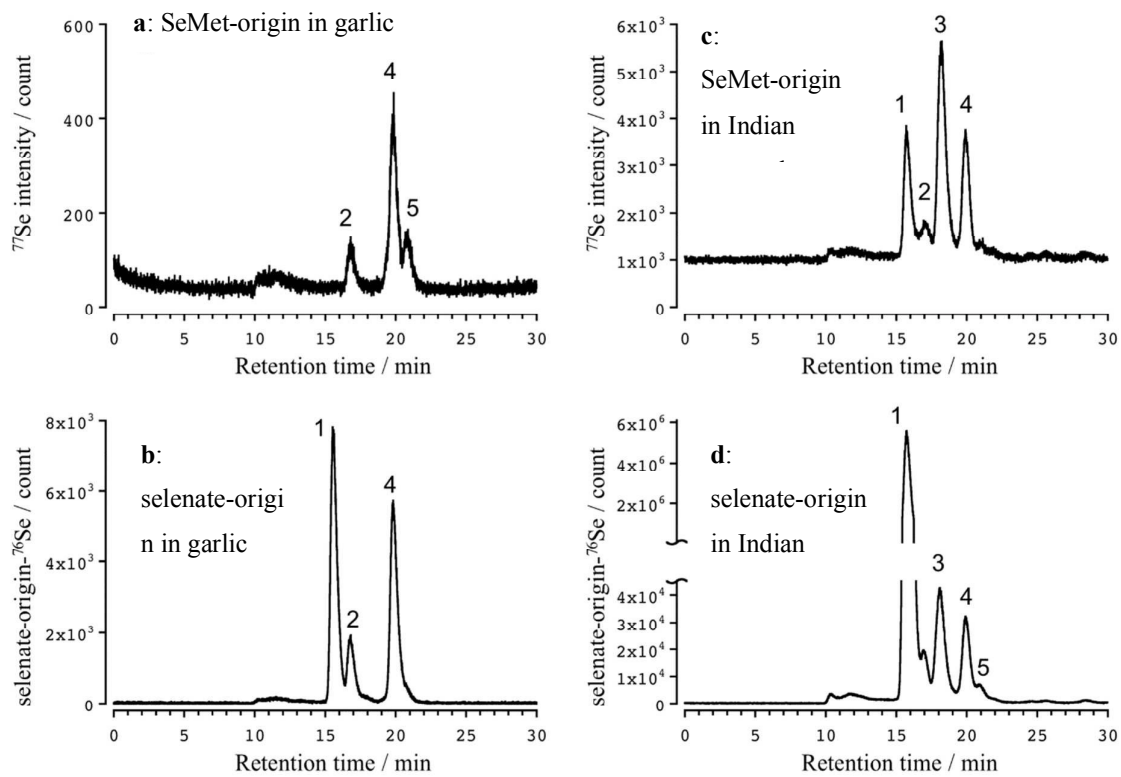 a: SeMet-origin in garlic
600
400
200
0
77Se intensity / count
4
2
5
0 5 10 15 20 25 30
Retention time / min
c:
SeMet-origin
in Indian
6x10³
5x10³
4x10³
3x10³
2x10³
1x10³
0
77Se intensity / count
3
1
4
2
0 5 10 15 20 25 30
Retention time / min
b:
selenate-origi
n in garlic
8x10³
6x10³
4x10³
2x10³
0
selenate-origin-76Se / count
1
4
2
0 5 10 15 20 25 30
Retention time / min
d:
selenate-origin
in Indian
6x10⁶
4x10⁶
2x10⁶
4x10⁴
3x10⁴
2x10⁴
1x10⁴
0
selenate-origin-76Se / count
1
3
4
5
0 5 10 15 20 25 30
Retention time / min